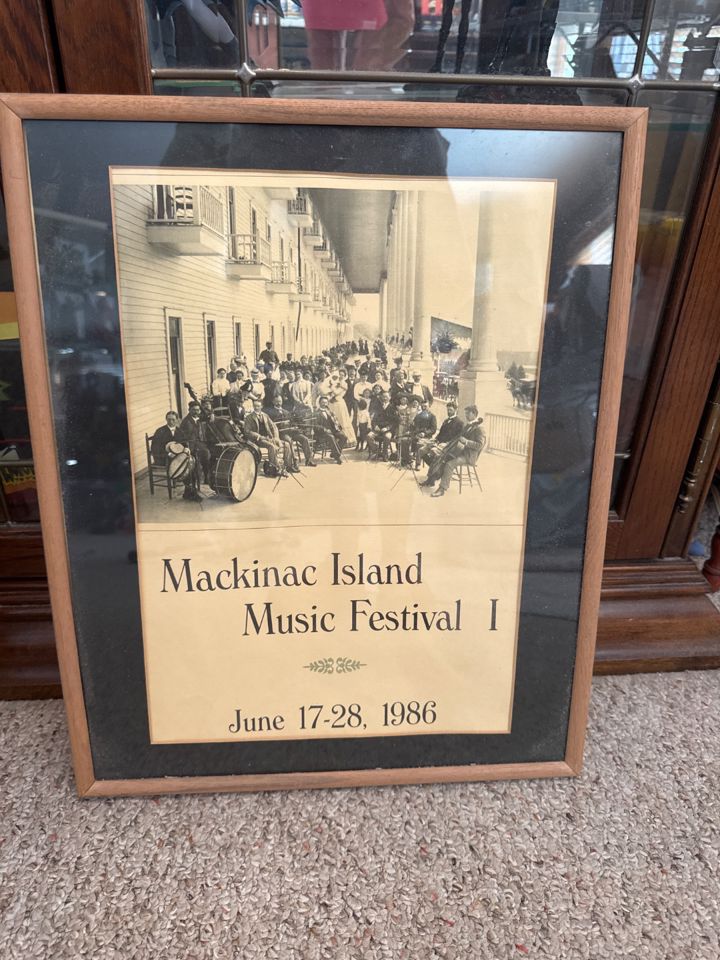 Mackinac Island
Music Festival I
June 17-28, 1986